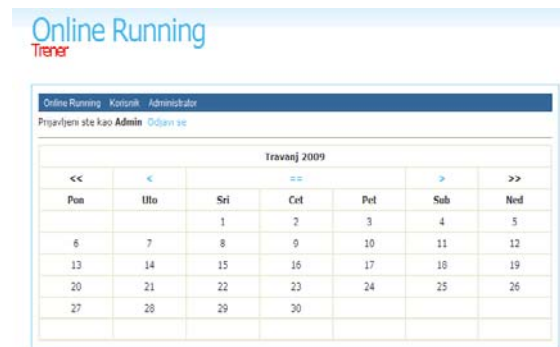 Online Running
Trener
Online Running Korisnik Administrator
Prijavljeni ste kao Admin Odjavi se
Travanj 2009
<< < == > >>
Pon Uto Sri Cet Pet Sub Ned
1 2 3 4 5
6 7 8 9 10 11 12
13 14 15 16 17 18 19
20 21 22 23 24 25 26
27 28 29 30